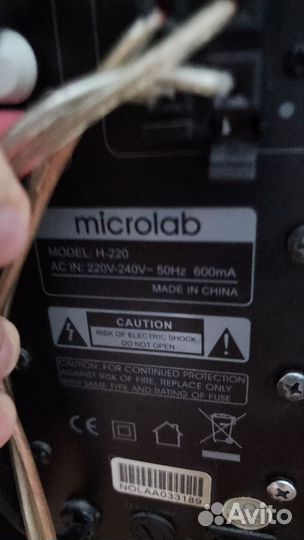 microlab
MODEL: H-220
AC IN: 220V-240V~ 50Hz 600mA
MADE IN CHINA
CAUTION
RISK OF ELECTRIC SHOCK
DO NOT OPEN
CAUTION: FOR CONTINUED PROTECTION
AGAINST RISK OF FIRE, REPLACE ONLY
WITH SAME TYPE AND RATING OF FUSE
CE
NOLAA033189
Avito